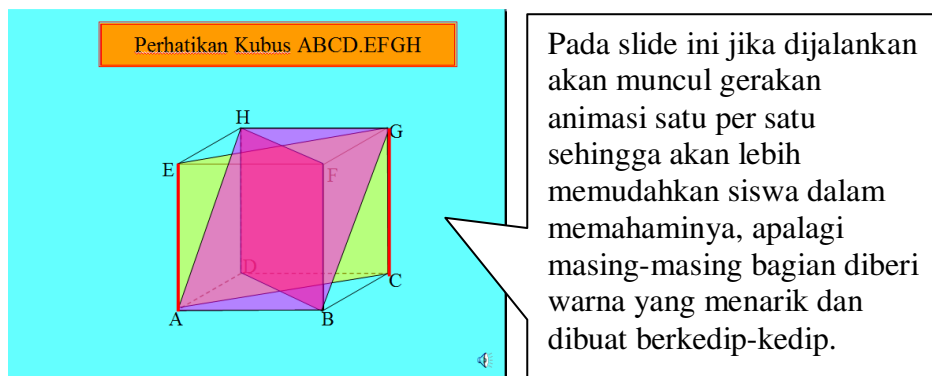 Perhatikan Kubus ABCD.EFGH
H
G
E
F
D
C
A
B
Pada slide ini jika dijalankan
akan muncul gerakan
animasi satu per satu
sehingga akan lebih
memudahkan siswa dalam
memahaminya, apalagi
masing-masing bagian diberi
warna yang menarik dan
dibuat berkedip-kedip.